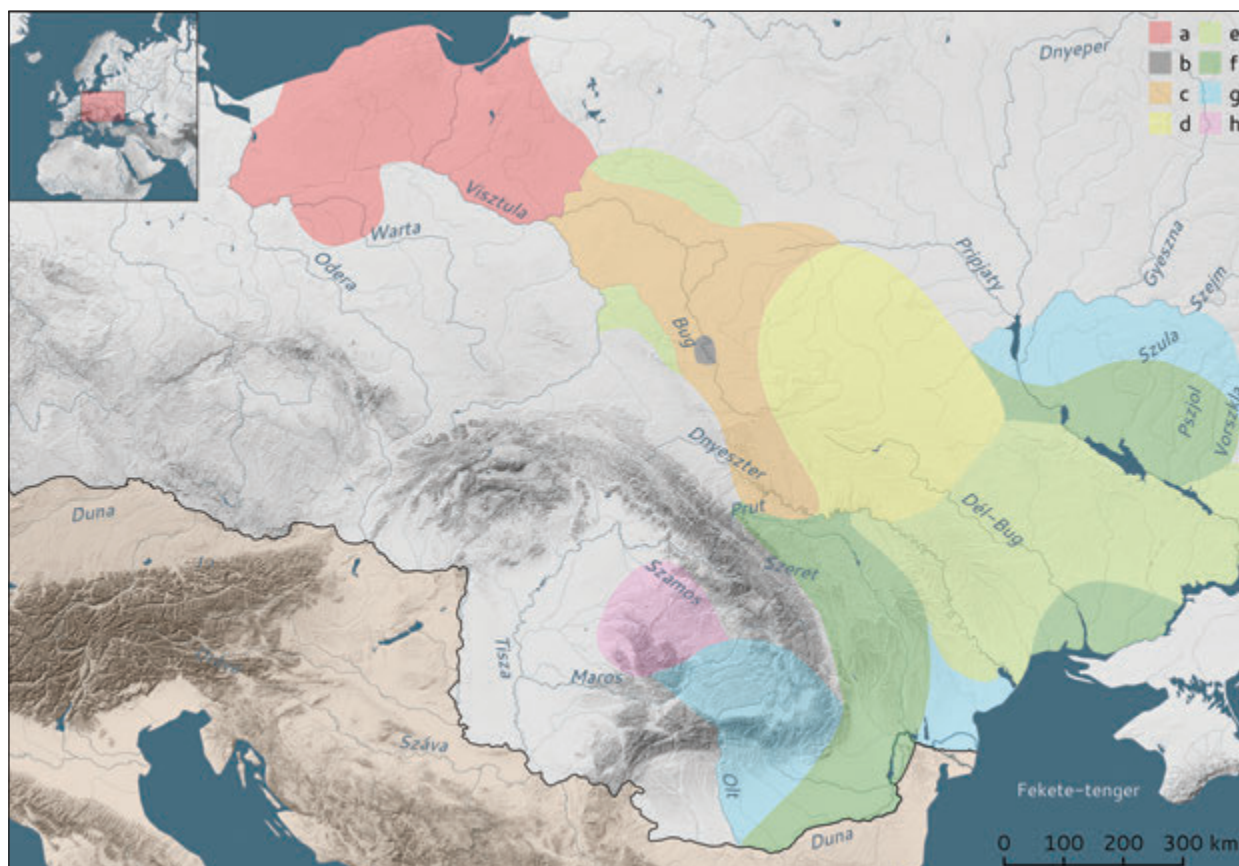 Dnyeper
a e
b f
c g
d h
Visztula
Warta
Odera
Pripjaty
Gyeszna
Szejm
Bug
Szula
Pszjol
Vorszkla
Dnyeszter
Prut
Dél-Bug
Duna
Szeret
Szamos
Tisza
Maros
Száva
Olt
Duna
Fekete-tenger
0 100 200 300 km